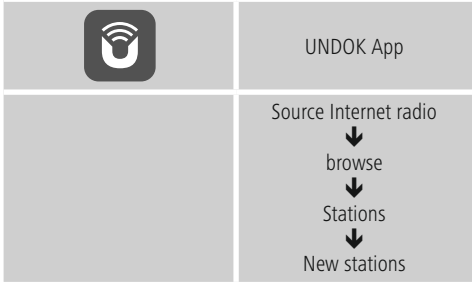 UNDOK App
Source Internet radio
🡻
browse
🡻
Stations
🡻
New stations